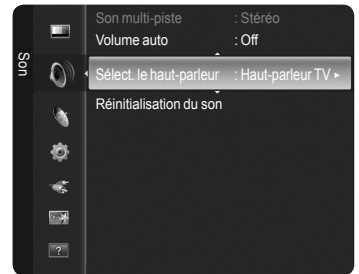 Son
Son multi-piste : Stéréo
Volume auto : Off
Sélect. le haut-parleur : Haut-parleur TV ►
Réinitialisation du son
?